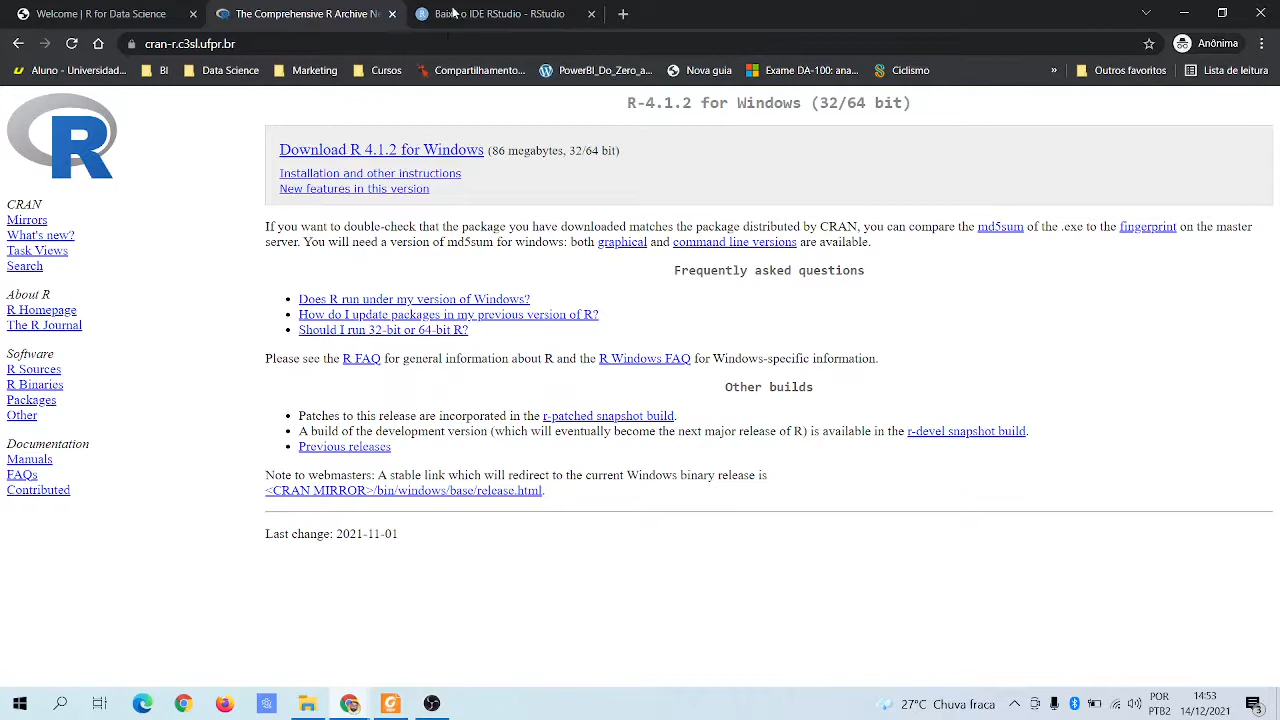 Welcome | R for Data Science
The Comprehensive R Archive Ne
Baixe o IDE RStudio - RStudio
cran-r.c3sl.ufpr.br
Anônima
Aluno - Universidad...
BI
Data Science
Marketing
Cursos
Compartilhamento...
PowerBI_Do_Zero_a...
Nova guia
Exame DA-100: ana...
Ciclismo
»
Outros favoritos
Lista de leitura
R
CRAN
Mirrors
What's new?
Task Views
Search
About R
R Homepage
The R Journal
Software
R Sources
R Binaries
Packages
Other
Documentation
Manuals
FAQs
Contributed
R-4.1.2 for Windows (32/64 bit)
Download R 4.1.2 for Windows (86 megabytes, 32/64 bit)
Installation and other instructions
New features in this version
If you want to double-check that the package you have downloaded matches the package distributed by CRAN, you can compare the md5sum of the .exe to the fingerprint on the master
server. You will need a version of md5sum for windows: both graphical and command line versions are available.
Frequently asked questions
• Does R run under my version of Windows?
• How do I update packages in my previous version of R?
• Should I run 32-bit or 64-bit R?
Please see the R FAQ for general information about R and the R Windows FAQ for Windows-specific information.
Other builds
• Patches to this release are incorporated in the r-patched snapshot build.
• A build of the development version (which will eventually become the next major release of R) is available in the r-devel snapshot build.
• Previous releases
Note to webmasters: A stable link which will redirect to the current Windows binary release is
<CRAN MIRROR>/bin/windows/base/release.html.
Last change: 2021-11-01
27°C Chuva fraca
POR
PTB2
14:53
14/12/2021
3